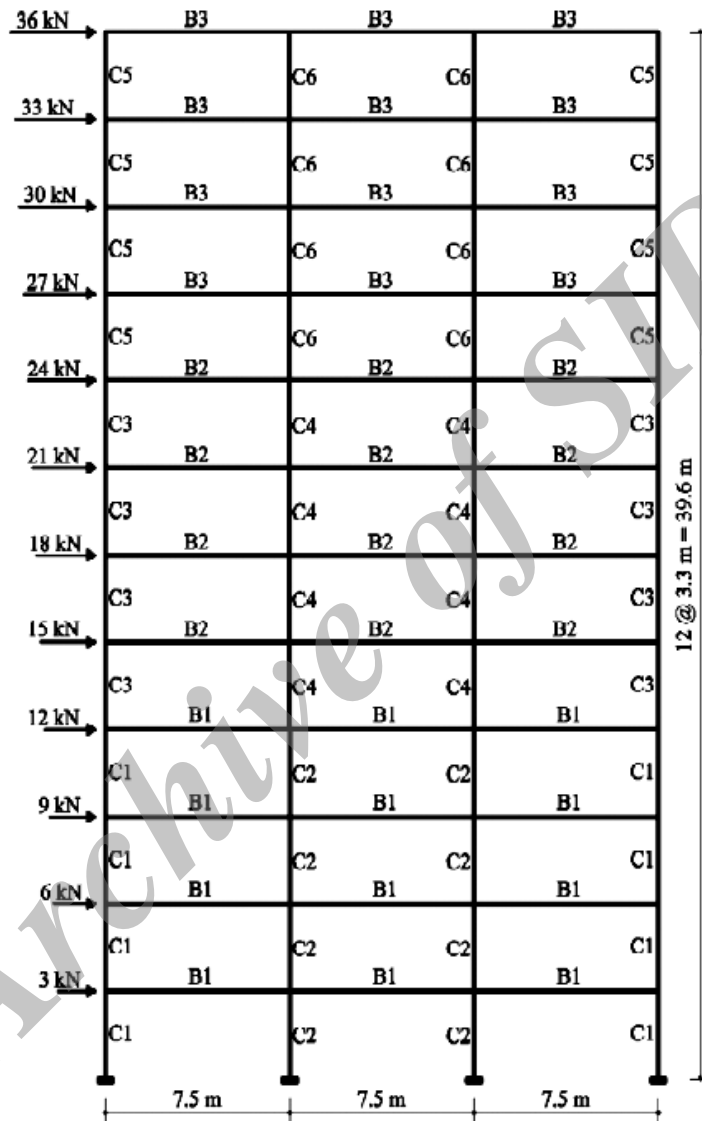 36 kN B3 B3 B3
C5 C6 C6 C5
33 kN B3 B3 B3
C5 C6 C6 C5
30 kN B3 B3 B3
C5 C6 C6 C5
27 kN B3 B3 B3
C5 C6 C6 C5
24 kN B2 B2 B2
C3 C4 C4 C3
21 kN B2 B2 B2
C3 C4 C4 C3
18 kN B2 B2 B2
C3 C4 C4 C3
15 kN B2 B2 B2
C3 C4 C4 C3
12 kN B1 B1 B1
C1 C2 C2 C1
9 kN B1 B1 B1
C1 C2 C2 C1
6 kN B1 B1 B1
C1 C2 C2 C1
3 kN B1 B1 B1
C1 C2 C2 C1
7.5 m 7.5 m 7.5 m
12 @ 3.3 m = 39.6 m
Archive of SID